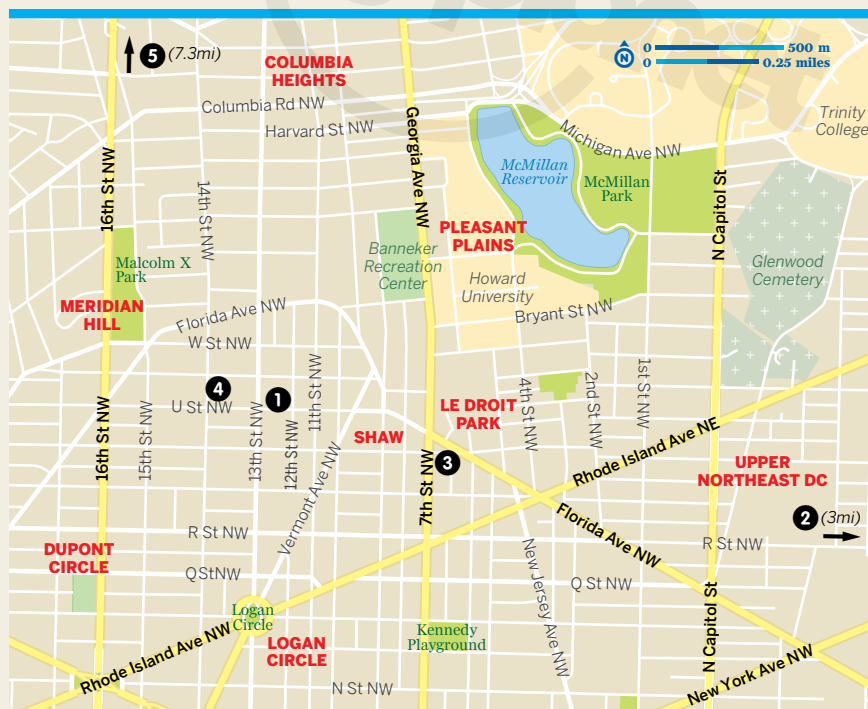 5 (7.3mi)
COLUMBIA
HEIGHTS
N
0 500 m
0 0.25 miles
Columbia Rd NW
Harvard St NW
Georgia Ave NW
Michigan Ave NW
Trinity
College
16th St NW
14th St NW
McMillan
Reservoir
McMillan
Park
N Capitol St
PLEASANT
PLAINS
Malcolm X
Park
Banneker
Recreation
Center
Howard
University
Glenwood
Cemetery
MERIDIAN
HILL
Florida Ave NW
Bryant St NW
W St NW
4
1
U St NW
16th St NW
15th St NW
13th St NW
12th St NW
11th St NW
Vermont Ave NW
SHAW
LE DROIT
PARK
4th St NW
2nd St NW
1st St NW
Rhode Island Ave NE
3
7th St NW
UPPER
NORTHEAST DC
2 (3mi)
Florida Ave NW
R St NW
R St NW
DUPONT
CIRCLE
QStNW
Q St NW
New Jersey Ave NW
N Capitol St
Logan
Circle
LOGAN
CIRCLE
Kennedy
Playground
Rhode Island Ave NW
N St NW
New York Ave NW